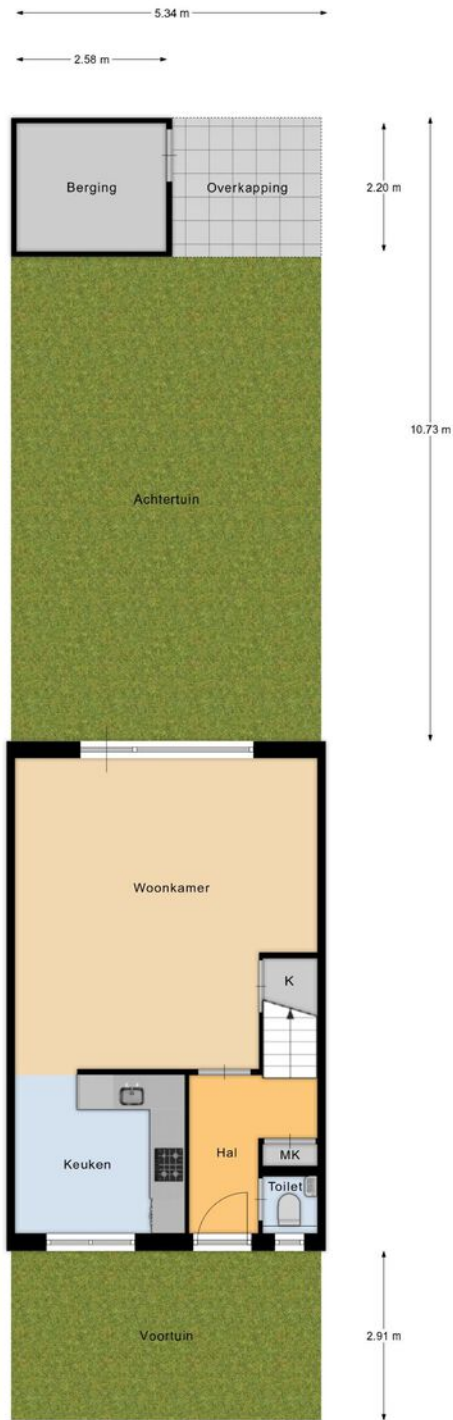 5.34 m
2.58 m
Berging
Overkapping
2.20 m
10.73 m
Achtertuin
Woonkamer
K
Keuken
Hal
MK
Toilet
Voortuin
2.91 m